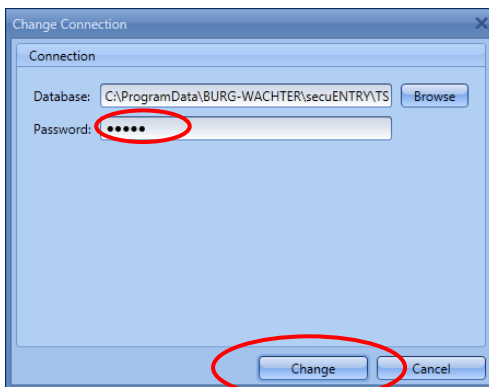 Change Connection
Connection
Database: C:\ProgramData\BURG-WACHTER\secuENTRY\TS Browse
Password: •••••
Change Cancel